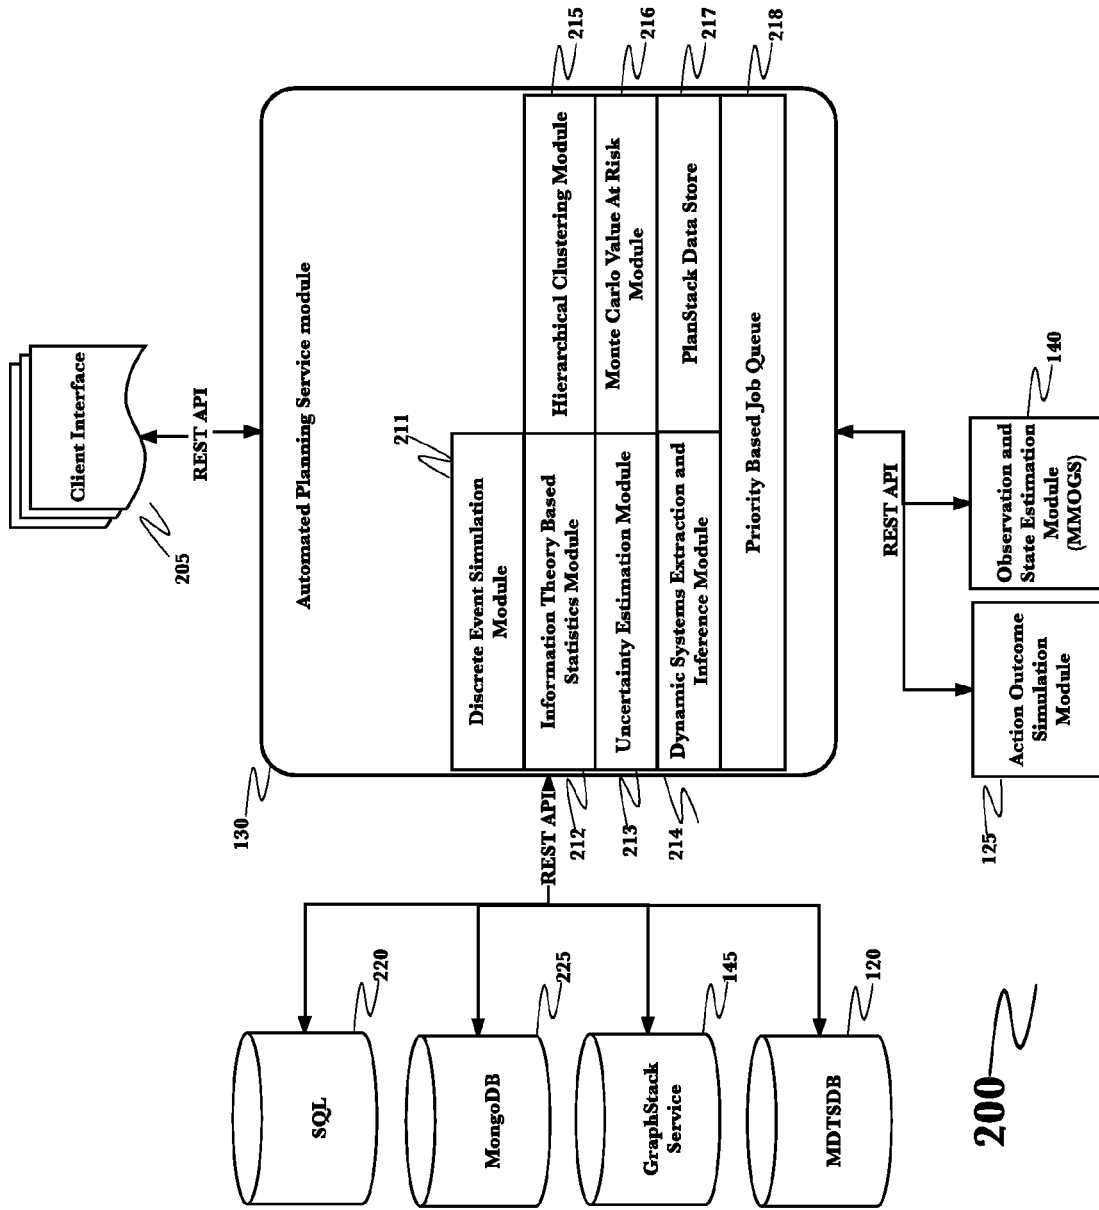 Client Interface
205
REST API
130
Automated Planning Service module
211
Discrete Event Simulation
Module
Information Theory Based
Statistics Module
Uncertainty Estimation Module
Dynamic Systems Extraction and
Inference Module
Hierarchical Clustering Module
Monte Carlo Value At Risk
Module
PlanStack Data Store
Priority Based Job Queue
215
216
217
218
212
213
214
REST API
SQL
220
MongoDB
225
GraphStack
Service
145
MDTSDB
120
REST API
Action Outcome
Simulation
Module
125
Observation and
State Estimation
Module
(MMOGS)
140
200